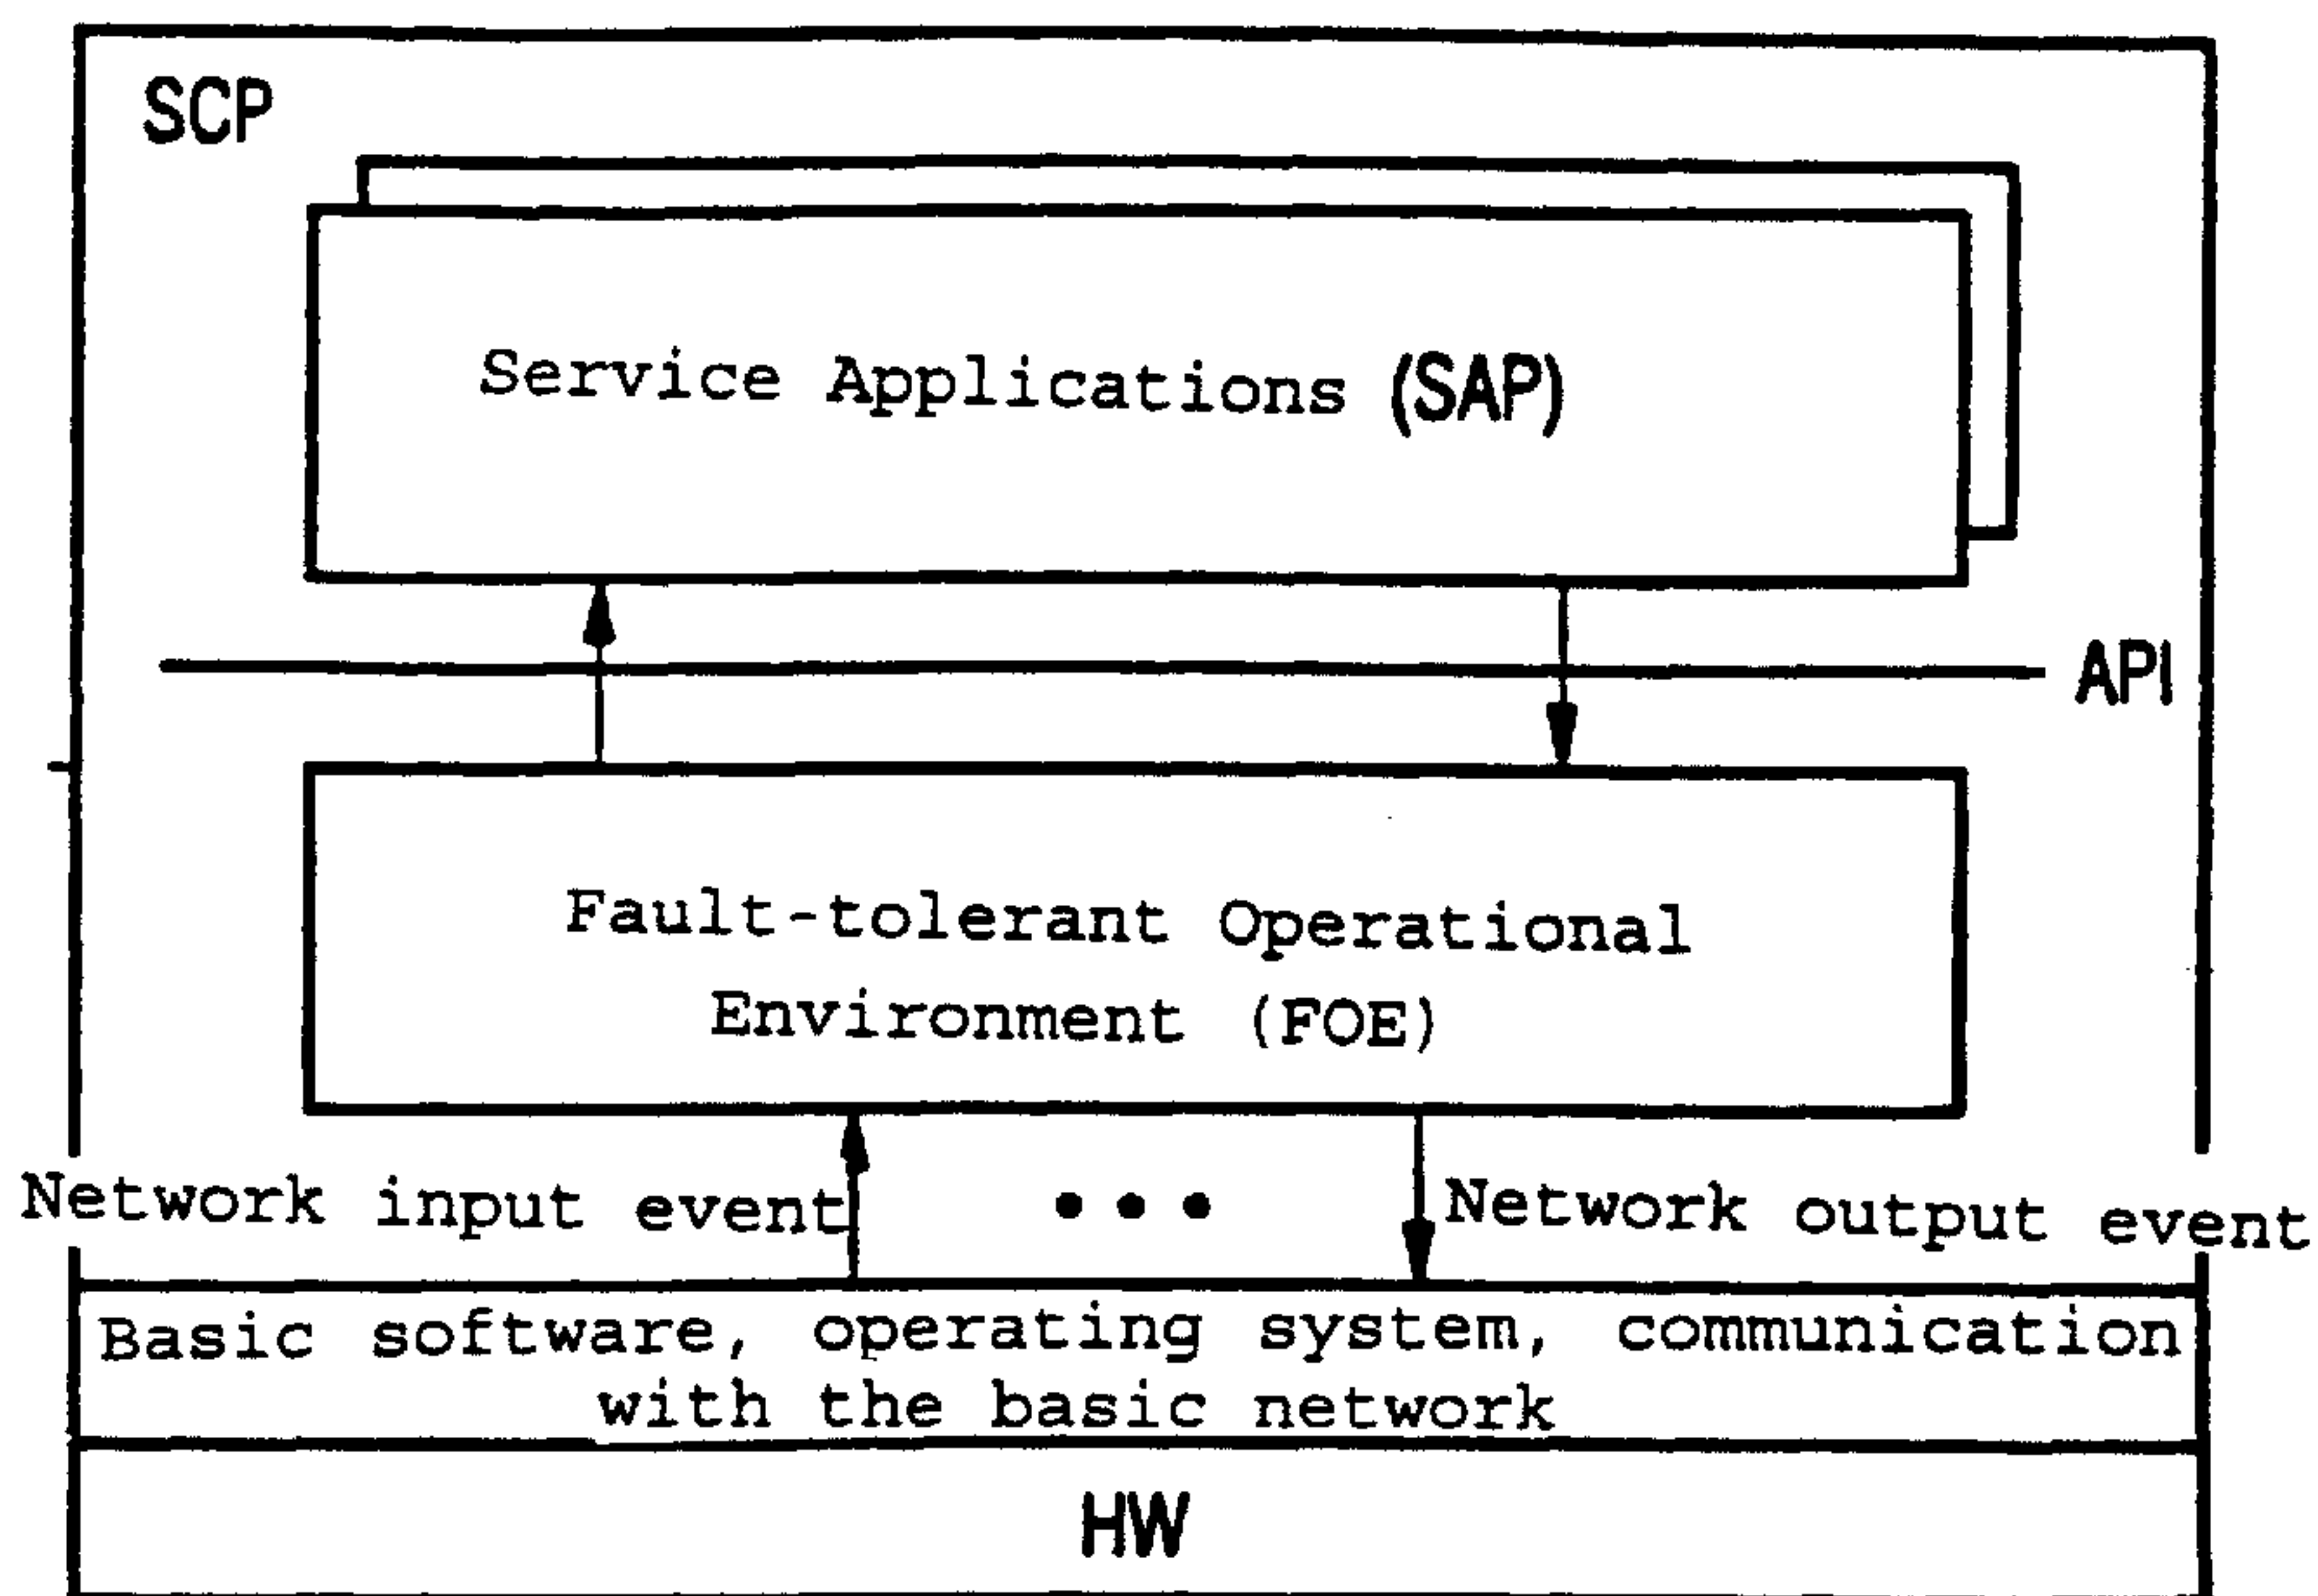 SCP
Service Applications (SAP)
API
Fault-tolerant Operational
Environment (FOE)
Network input event
Network output event
Basic software, operating system, communication
with the basic network
HW